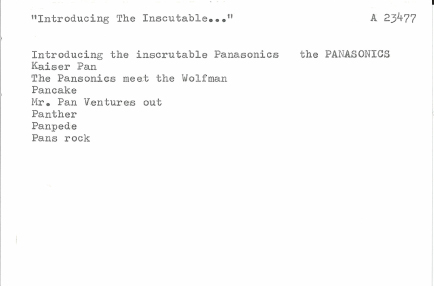 "Introducing The Inscutable..." A 23477
Introducing the inscrutable Panasonics the PANASONICS
Kaiser Pan
The Pansonics meet the Wolfman
Pancake
Mr. Pan Ventures out
Panther
Panpede
Pans rock